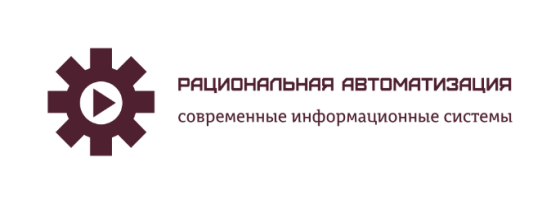 РАЦИОНАЛЬНАЯ АВТОМАТИЗАЦИЯ
современные информационные системы